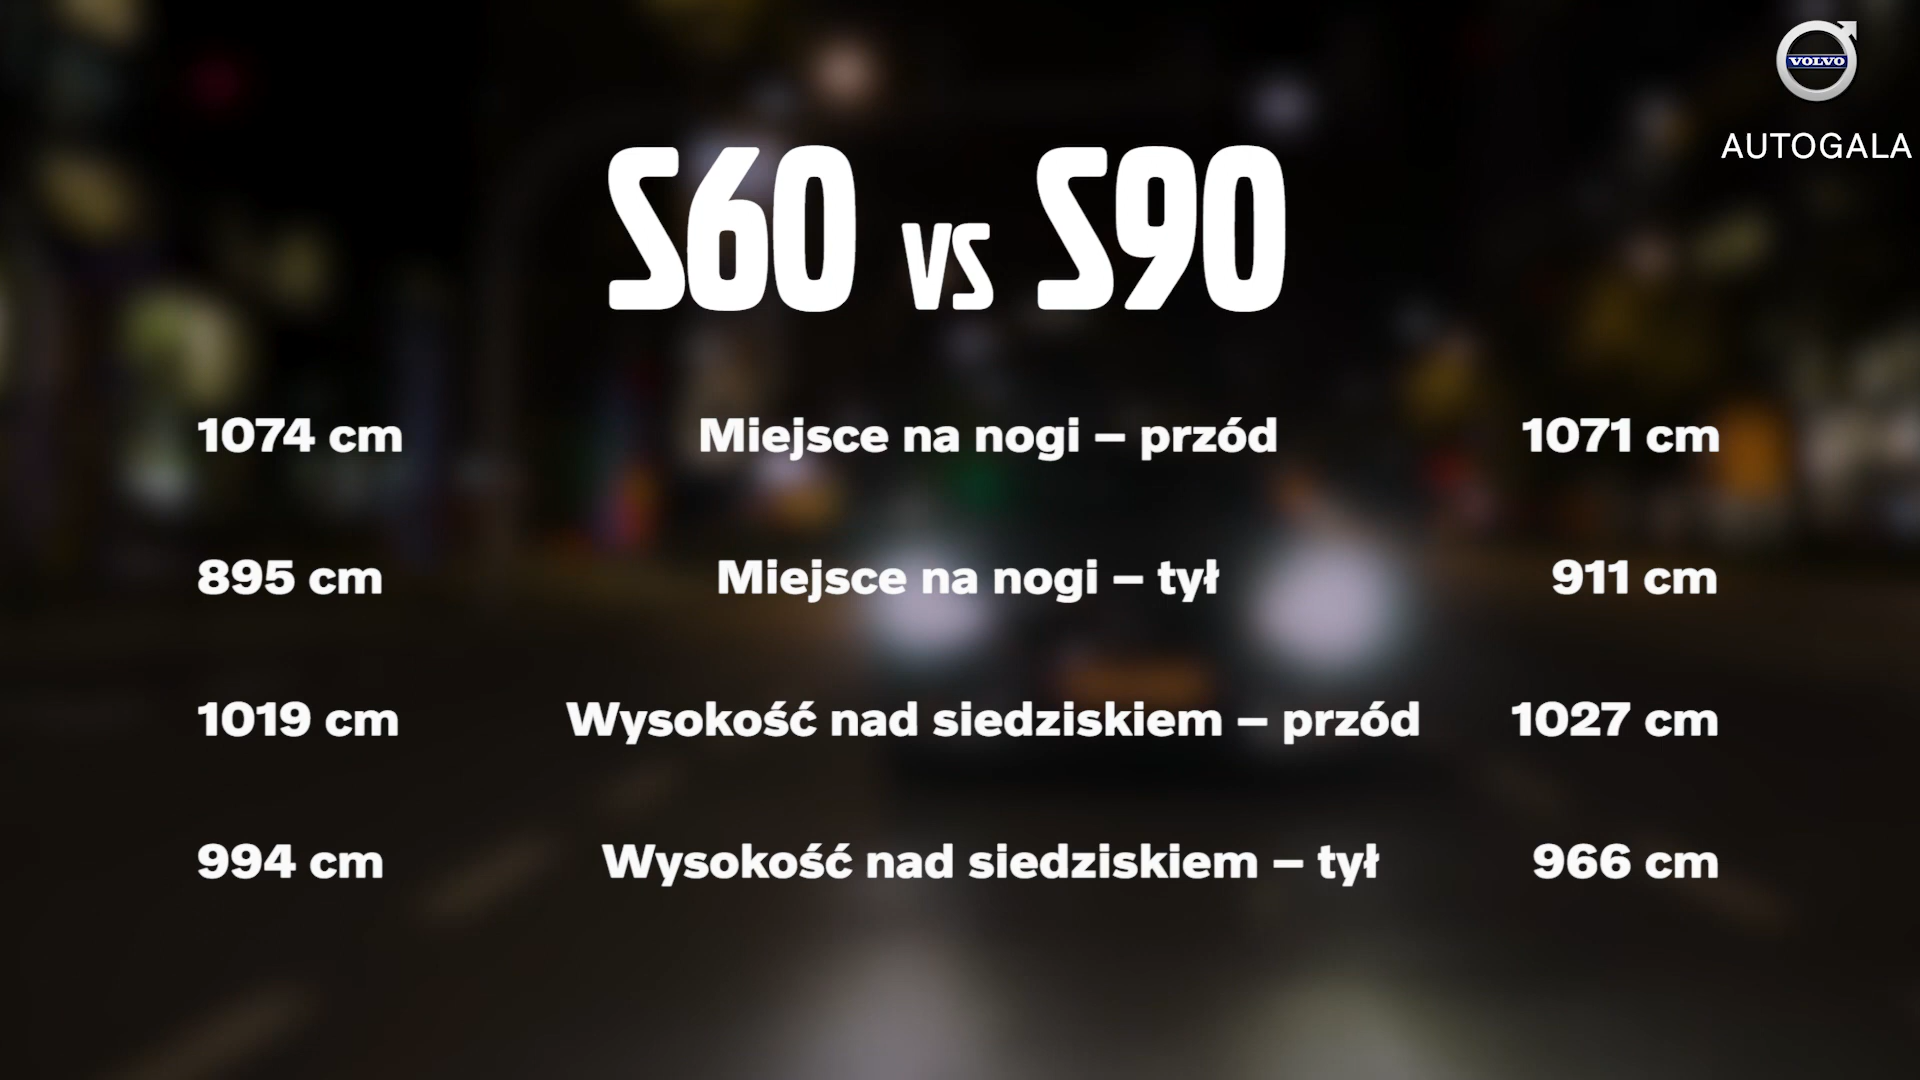 VOLVO
AUTOGALA
S60 vs S90
1074 cm Miejsce na nogi – przód 1071 cm
895 cm Miejsce na nogi – tył 911 cm
1019 cm Wysokość nad siedziskiem – przód 1027 cm
994 cm Wysokość nad siedziskiem – tył 966 cm